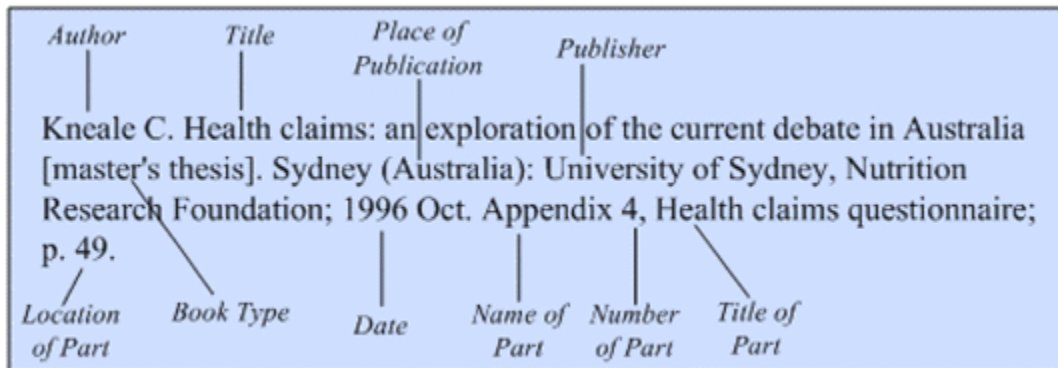 Author Title Place of Publication Publisher
Kneale C. Health claims: an exploration of the current debate in Australia
[master's thesis]. Sydney (Australia): University of Sydney, Nutrition
Research Foundation; 1996 Oct. Appendix 4, Health claims questionnaire;
p. 49.
Location of Part Book Type Date Name of Part Number of Part Title of Part